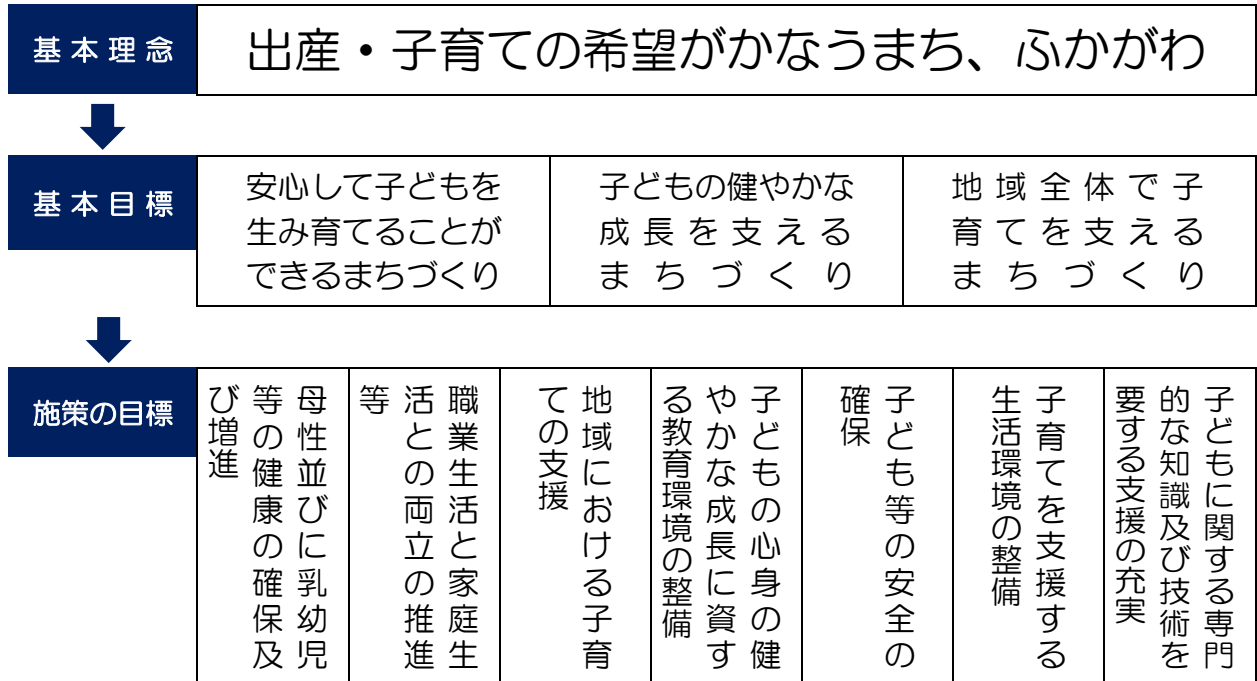 基本理念
出産・子育ての希望がかなうまち、ふかがわ
基本目標
安心して子どもを
生み育てることが
できるまちづくり
子どもの健やかな
成長を支える
まちづくり
地域全体で子
育てを支える
まちづくり
施策の目標
母性並びに乳幼児
等の健康の確保及
び増進
職業生活と家庭生
活との両立の推進
等
地域における子育
ての支援
子どもの心身の健
やかな成長に資す
る教育環境の整備
子ども等の安全の
確保
子育てを支援する
生活環境の整備
子どもに関する専門
的な知識及び技術を
要する支援の充実